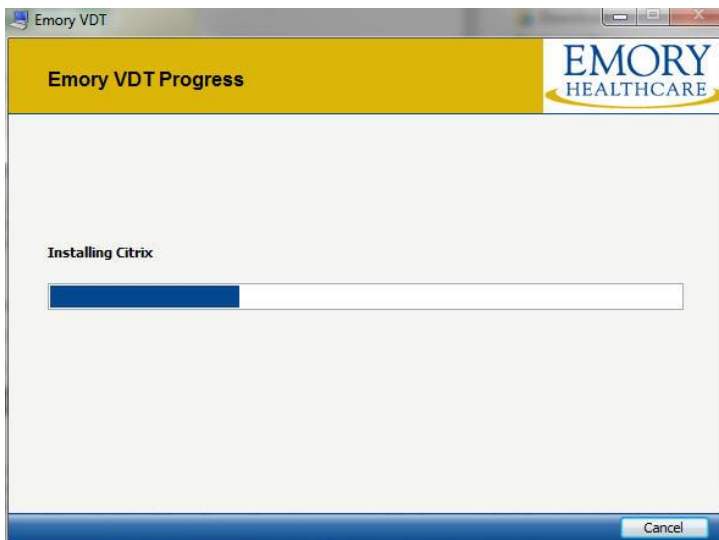 Emory VDT
Emory VDT Progress
EMORY
HEALTHCARE
Installing Citrix
Cancel